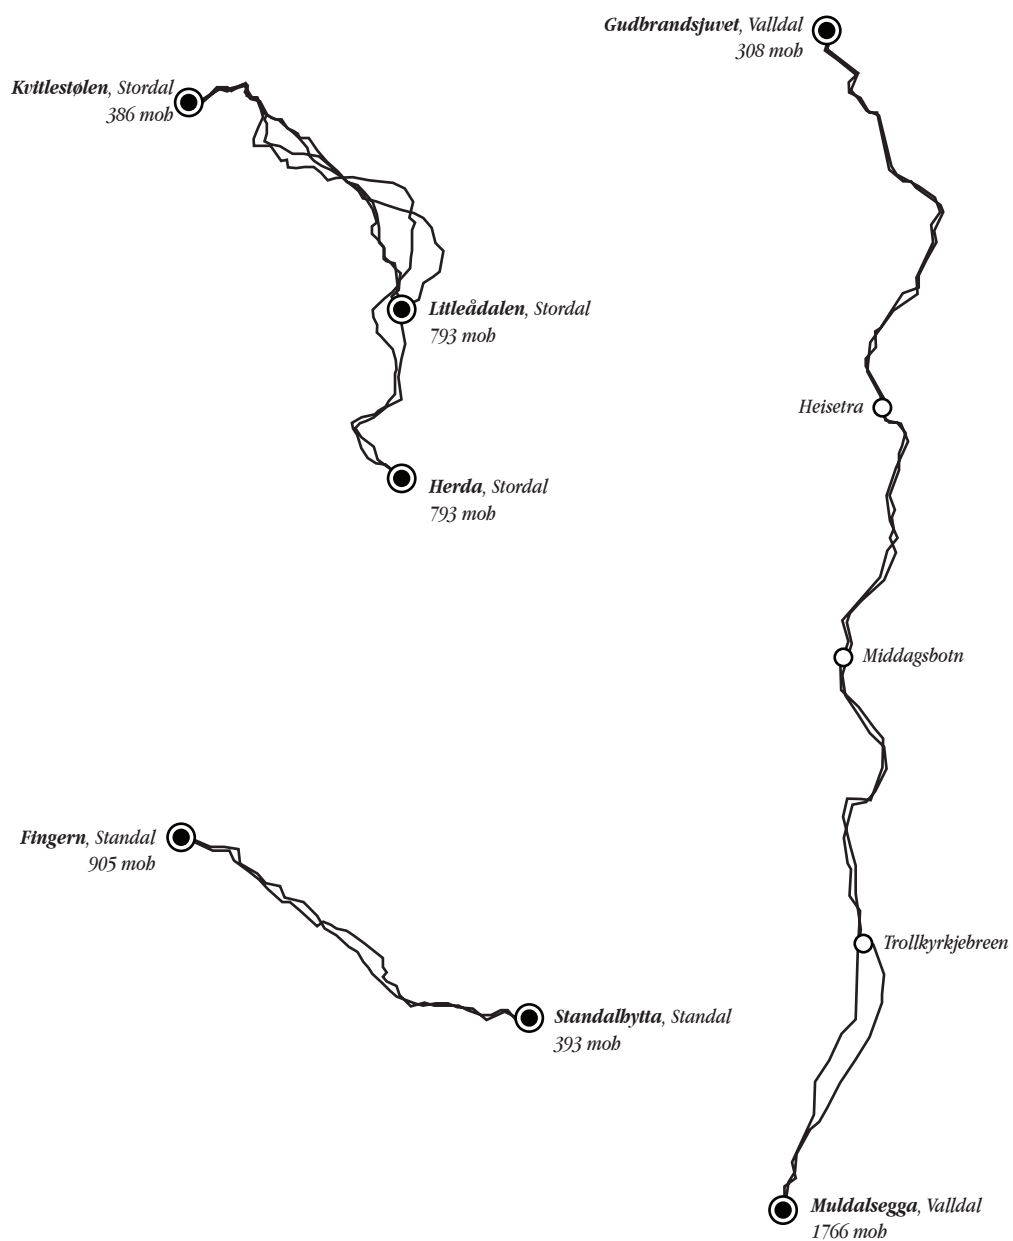 Gudbrandsjuvet, Valldal
308 moh
Kvitlestølen, Stordal
386 moh
Litleådalen, Stordal
793 moh
Heisetra
Herda, Stordal
793 moh
Middagsbotn
Fingern, Standal
905 moh
Trollkyrkjebreen
Standalhytta, Standal
393 moh
Muldalsegga, Valldal
1766 moh